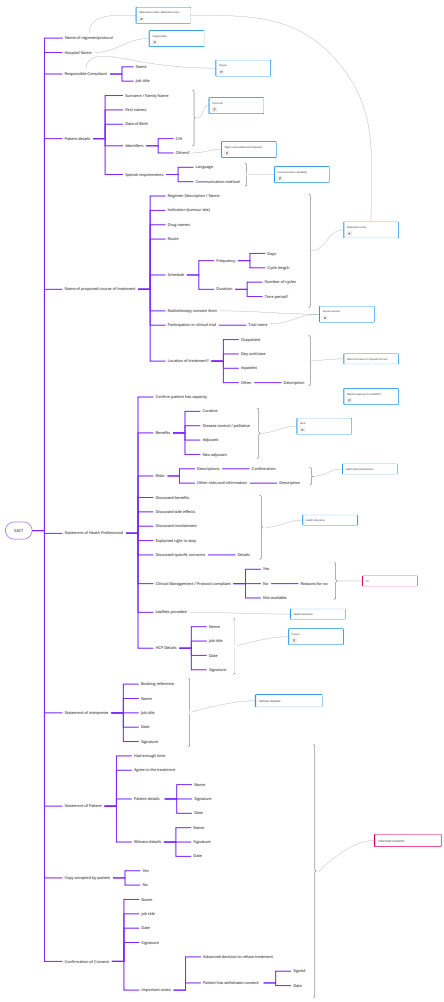 Name of regimen/protocol
Hospital Name
Responsible Consultant
Name
Job title
Patient details
Surname / Family Name
First names
Date of Birth
Identifiers
CHI
Others?
Special requirements
Language
Communication method
Name of proposed course of treatment
Regimen Description / Name
Indication (tumour site)
Drug names
Route
Schedule
Frequency
Days
Cycle length
Duration
Number of cycles
Time period?
Radiotherapy consent form
Participation in clinical trial
Trial name
Location of treatment?
Outpatient
Day unit/case
Inpatient
Other
Description
SACT
Statement of Heath Professional
Confirm patient has capacity
Benefits
Curative
Disease control / palliative
Adjuvant
Neo-adjuvant
Risks
Descriptions
Confirmation
Other risks and information
Description
Discussed benefits
Discussed side effects
Discussed involvement
Explained right to stop
Discussed specific concerns
Details
Clinical Management / Protocol compliant
Yes
No
Reasons for no
Not available
Leaflets provided
HCP Details
Name
Job title
Date
Signature
Statement of interpreter
Booking reference
Name
Job title
Date
Signature
Statement of Patient
Had enough time
Agree to the treatment
Patient details
Name
Signature
Date
Witness details
Name
Signature
Date
Copy accepted by patient
Yes
No
Confirmation of Consent
Name
Job title
Date
Signature
Important notes
Advanced decision to refuse treatment
Patient has withdrawn consent
Signed
Date